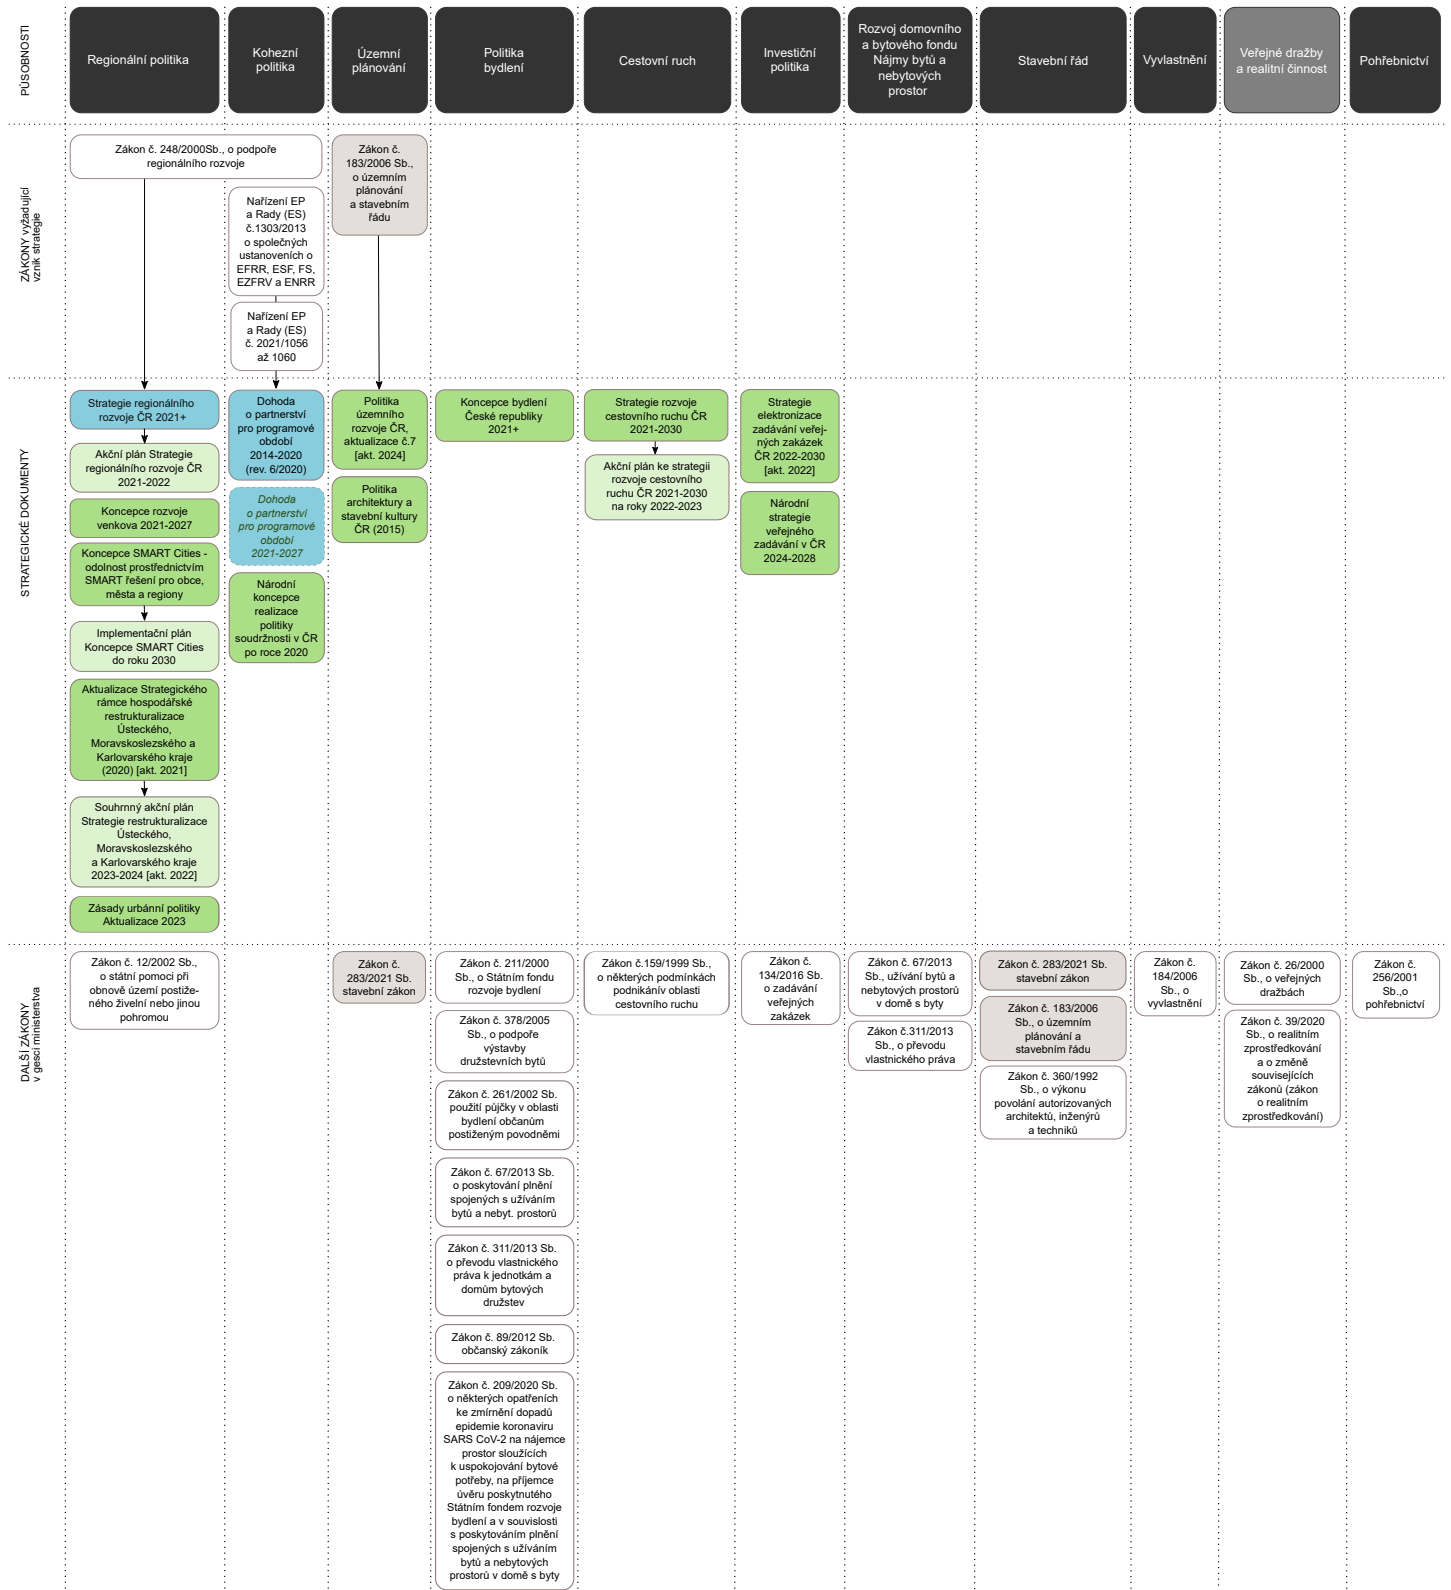 PŮSOBNOSTI
Regionální politika
Kohezní
politika
Územní
plánování
Politika
bydlení
Cestovní ruch
Investiční
politika
Rozvoj domovního
a bytového fondu
Nájmy bytů a
nebytových
prostor
Stavební řád
Vyvlastnění
Veřejné dražby
a realitní činnost
Pohřebnictví
ZÁKONY vyžadující
vznik strategie
Zákon č. 248/2000Sb., o podpoře
regionálního rozvoje
Nařízení EP
a Rady (ES)
č.1303/2013
o společných
ustanoveních o
EFRR, ESF, FS,
EZFRV a ENRR
Nařízení EP
a Rady (ES)
č. 2021/1056
až 1060
Zákon č.
183/2006 Sb.,
o územním
plánování
a stavebním
řádu
STRATEGICKÉ DOKUMENTY
Strategie regionálního
rozvoje ČR 2021+
Akční plán Strategie
regionálního rozvoje ČR
2021-2022
Koncepce rozvoje
venkova 2021-2027
Koncepce SMART Cities -
odolnost prostřednictvím
SMART řešení pro obce,
města a regiony
Implementační plán
Koncepce SMART Cities
do roku 2030
Aktualizace Strategického
rámce hospodářské
restrukturalizace
Ústeckého,
Moravskoslezského a
Karlovarského kraje
(2020) [akt. 2021]
Souhrnný akční plán
Strategie restrukturalizace
Ústeckého,
Moravskoslezského
a Karlovarského kraje
2023-2024 [akt. 2022]
Zásady urbánní politiky
Aktualizace 2023
Dohoda
o partnerství
pro programové
období
2014-2020
(rev. 6/2020)
Dohoda
o partnerství
pro programové
období
2021-2027
Národní
koncepce
realizace
politiky
soudržnosti v ČR
po roce 2020
Politika
územního
rozvoje ČR,
aktualizace č.7
[akt. 2024]
Politika
architektury a
stavební kultury
ČR (2015)
Koncepce bydlení
České republiky
2021+
Strategie rozvoje
cestovního ruchu ČR
2021-2030
Akční plán ke strategii
rozvoje cestovního
ruchu ČR 2021-2030
na roky 2022-2023
Strategie
elektronizace
zadávání veřej-
ných zakázek
ČR 2022-2030
[akt. 2022]
Národní
strategie
veřejného
zadávání v ČR
2024-2028
DALŠÍ ZÁKONY
v gesci ministerstva
Zákon č. 12/2002 Sb.,
o státní pomoci při
obnově území postiže-
ného živelní nebo jinou
pohromou
Zákon č.
283/2021 Sb.
stavební zákon
Zákon č. 211/2000
Sb., o Státním fondu
rozvoje bydlení
Zákon č. 378/2005
Sb., o podpoře
výstavby
družstevních bytů
Zákon č. 261/2002 Sb.
použití půjčky v oblasti
bydlení občanům
postiženým povodněmi
Zákon č. 67/2013 Sb.
o poskytování plnění
spojených s užíváním
bytů a nebyt. prostorů
Zákon č. 311/2013 Sb.
o převodu vlastnického
práva k jednotkám a
domům bytových
družstev
Zákon č. 89/2012 Sb.
občanský zákoník
Zákon č. 209/2020 Sb.
o některých opatřeních
ke zmírnění dopadů
epidemie koronaviru
SARS CoV-2 na nájemce
prostor sloužících
k uspokojování bytové
potřeby, na příjemce
úvěru poskytnutého
Státním fondem rozvoje
bydlení a v souvislosti
s poskytováním plnění
spojených s užíváním
bytů a nebytových
prostorů v domě s byty
Zákon č.159/1999 Sb.,
o některých podmínkách
podnikánív oblasti
cestovního ruchu
Zákon č.
134/2016 Sb.
o zadávání
veřejných
zakázek
Zákon č. 67/2013
Sb., užívání bytů a
nebytových prostorů
v domě s byty
Zákon č.311/2013
Sb., o převodu
vlastnického práva
Zákon č. 283/2021 Sb.
stavební zákon
Zákon č. 183/2006
Sb., o územním
plánování a
stavebním řádu
Zákon č. 360/1992
Sb., o výkonu
povolání autorizovaných
architektů, inženýrů
a techniků
Zákon č.
184/2006
Sb., o
vyvlastnění
Zákon č. 26/2000
Sb., o veřejných
dražbách
Zákon č. 39/2020
Sb., o realitním
zprostředkování
a o změně
souvisejících
zákonů (zákon
o realitním
zprostředkování)
Zákon č.
256/2001
Sb.,o
pohřebnictví